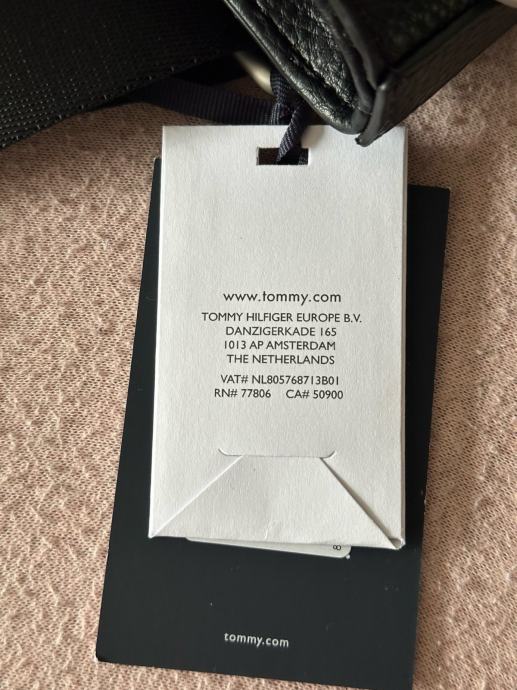 www.tommy.com
TOMMY HILFIGER EUROPE B.V.
DANZIGERKADE 165
1013 AP AMSTERDAM
THE NETHERLANDS
VAT# NL805768713B01
RN# 77806 CA# 50900
8
tommy.com